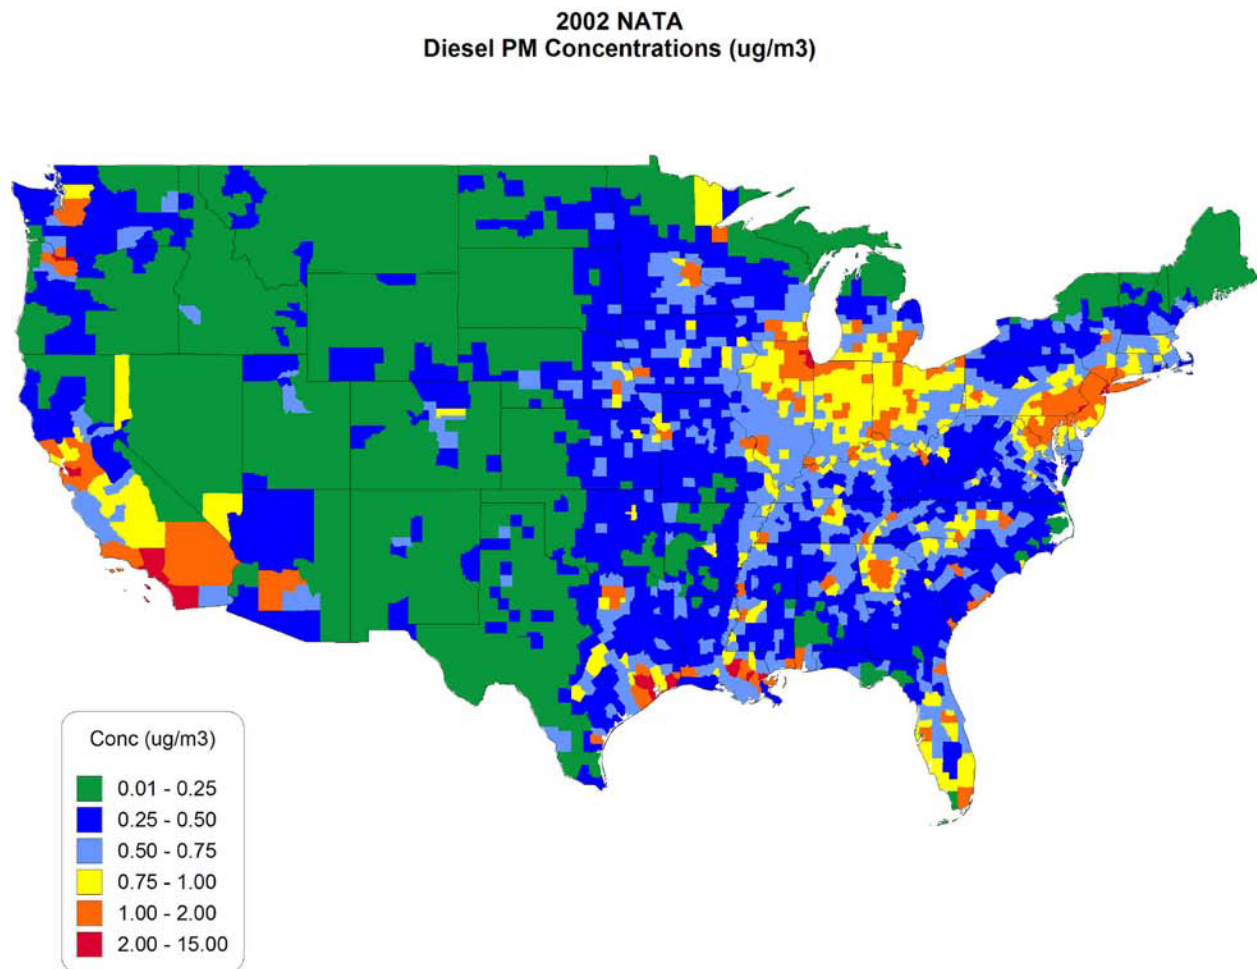 2002 NATA
Diesel PM Concentrations (ug/m3)
Conc (ug/m3)
0.01 - 0.25
0.25 - 0.50
0.50 - 0.75
0.75 - 1.00
1.00 - 2.00
2.00 - 15.00